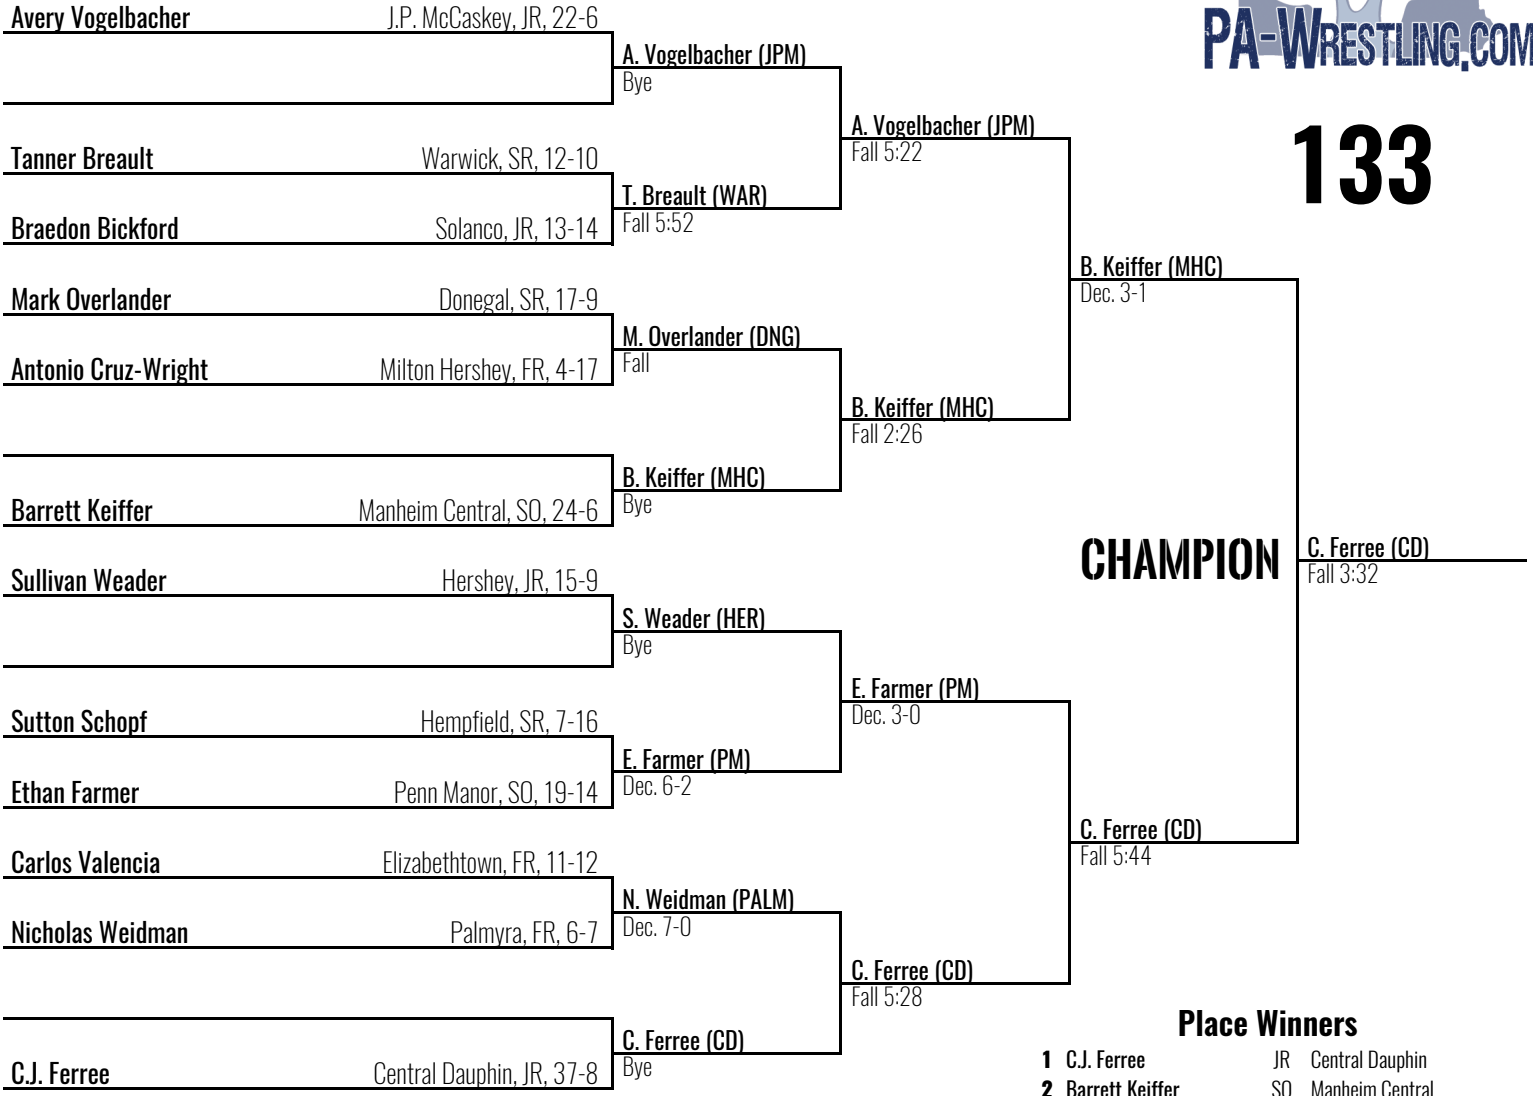 PA-WRESTLING.COM
133
Avery Vogelbacher J.P. McCaskey, JR, 22-6
Tanner Breault Warwick, SR, 12-10
Braedon Bickford Solanco, JR, 13-14
Mark Overlander Donegal, SR, 17-9
Antonio Cruz-Wright Milton Hershey, FR, 4-17
Barrett Keiffer Manheim Central, SO, 24-6
Sullivan Weader Hershey, JR, 15-9
Sutton Schopf Hempfield, SR, 7-16
Ethan Farmer Penn Manor, SO, 19-14
Carlos Valencia Elizabethtown, FR, 11-12
Nicholas Weidman Palmyra, FR, 6-7
C.J. Ferree Central Dauphin, JR, 37-8
A. Vogelbacher (JPM)
Bye
T. Breault (WAR)
Fall 5:52
M. Overlander (DNG)
Fall
B. Keiffer (MHC)
Bye
S. Weader (HER)
Bye
E. Farmer (PM)
Dec. 6-2
N. Weidman (PALM)
Dec. 7-0
C. Ferree (CD)
Bye
A. Vogelbacher (JPM)
Fall 5:22
B. Keiffer (MHC)
Fall 2:26
E. Farmer (PM)
Dec. 3-0
C. Ferree (CD)
Fall 5:28
B. Keiffer (MHC)
Dec. 3-1
C. Ferree (CD)
Fall 5:44
CHAMPION
C. Ferree (CD)
Fall 3:32
Place Winners
1 C.J. Ferree JR Central Dauphin
2 Barrett Keiffer SO Manheim Central